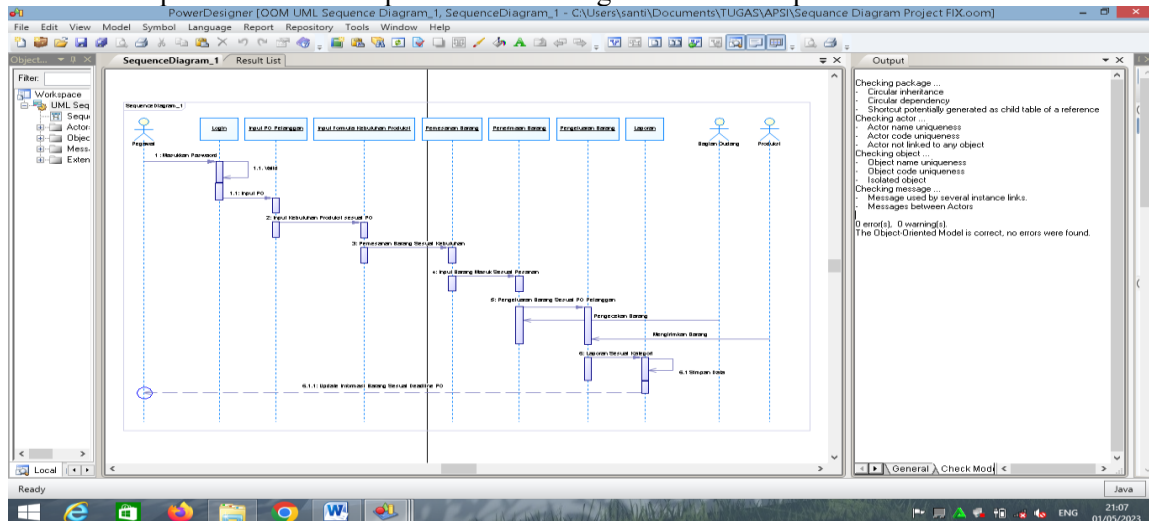 PowerDesigner [OOM UML Sequence Diagram_1, SequenceDiagram_1 - C:\Users\santi\Documents\TUGAS\APSI\Sequance Diagram Project FIX.oom]
File Edit View Model Symbol Language Report Repository Tools Window Help
Object...
SequenceDiagram_1 Result List
Output
Filter:
Workspace
UML Seq
Sequ
Actor:
Objec
Mess.
Exten
Local
SequenceDiagram_1
Pegawai
Login
Input PO Pelanggan
Input Formula Kebutuhan Produksi
Pemesanan Barang
Penerimaan Barang
Pengeluaran Barang
Laporan
Bagian Gudang
Produksi
1 : Masukkan Password
1.1. Valid
1.1: Input PO
2: Input Kebutuhan Produksi sesuai PO
3: Pemesanan Barang Sesuai Kebutuhan
4: Input Barang Masuk Sesuai Pesanan
5: Pengeluaran Barang Sesuai PO Pelanggan
Pengecekan Barang
Mengirimkan Barang
6: Laporan Sesuai Kategori
6.1 Simpan Data
6.1.1: Update Informasi Barang Sesuai Deadline PO
Checking package ...
- Circular inheritance
- Circular dependency
- Shortcut potentially generated as child table of a reference
Checking actor ...
- Actor name uniqueness
- Actor code uniqueness
- Actor not linked to any object
Checking object ...
- Object name uniqueness
- Object code uniqueness
- Isolated object
Checking message ...
- Message used by several instance links.
- Messages between Actors
0 error(s), 0 warning(s).
The Object-Oriented Model is correct, no errors were found.
General Check Mod
Ready
Java
ENG
21:07
01/05/2023